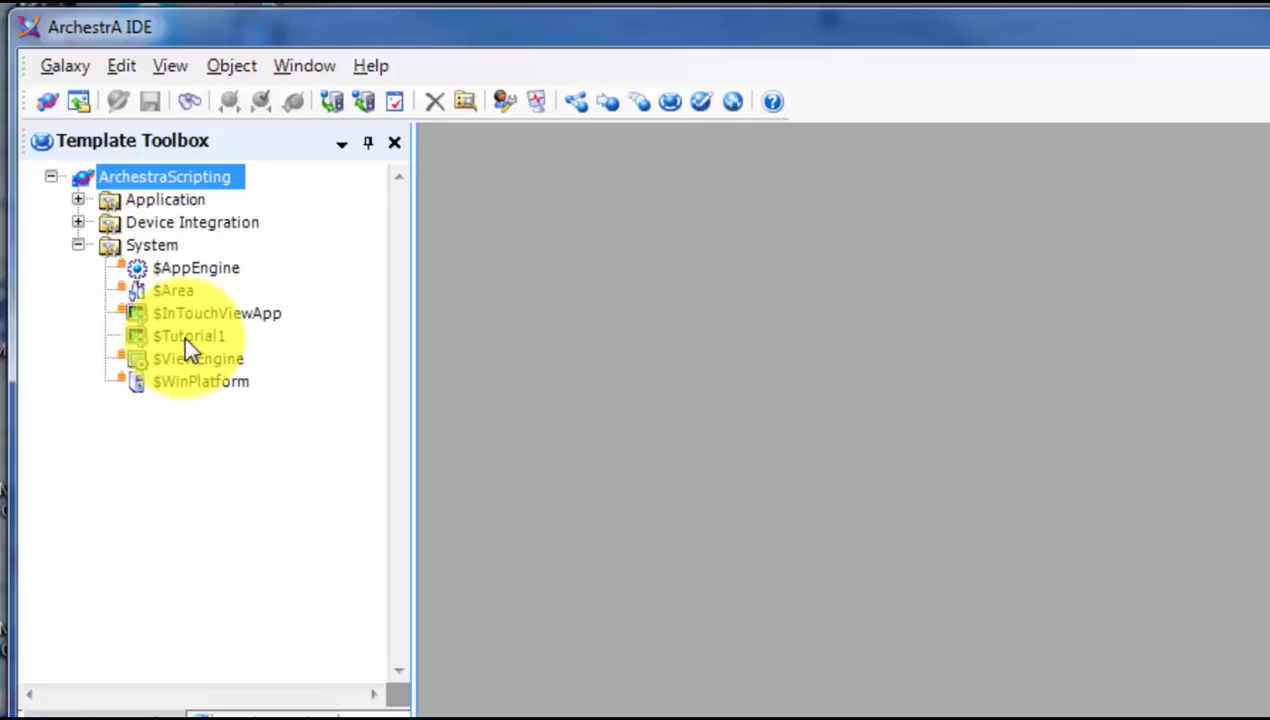 ArchestrA IDE
Galaxy Edit View Object Window Help
Template Toolbox
ArchestraScripting
Application
Device Integration
System
$AppEngine
$Area
$InTouchViewApp
$Tutorial1
$ViewEngine
$WinPlatform